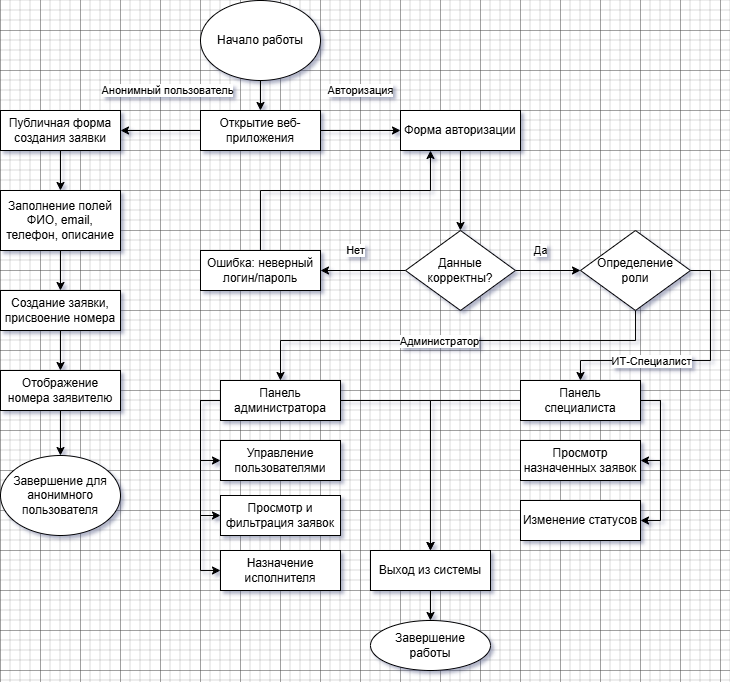 Начало работы
Анонимный пользователь
Авторизация
Публичная форма
создания заявки
Открытие веб-
приложения
Форма авторизации
Заполнение полей
ФИО, email,
телефон, описание
Ошибка: неверный
логин/пароль
Нет
Данные
корректны?
Да
Определение
роли
Создание заявки,
присвоение номера
Администратор
ИТ-Специалист
Отображение
номера заявителю
Панель
администратора
Панель
специалиста
Управление
пользователями
Просмотр
назначенных заявок
Завершение для
анонимного
пользователя
Просмотр и
фильтрация заявок
Изменение статусов
Назначение
исполнителя
Выход из системы
Завершение
работы